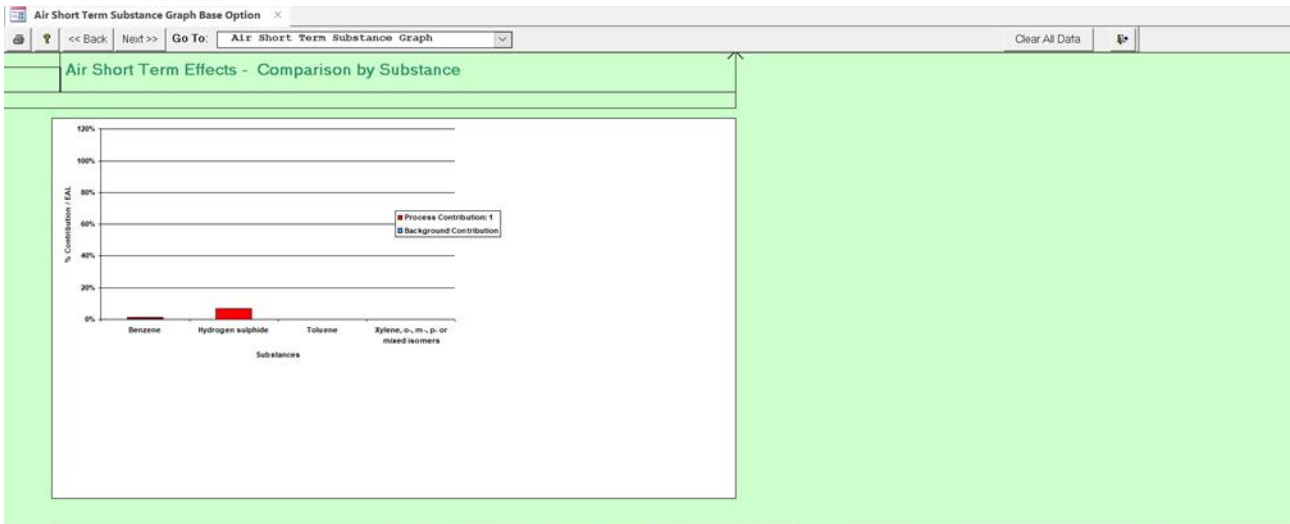 Air Short Term Substance Graph Base Option ×
? << Back Next >> Go To: Air Short Term Substance Graph Clear All Data
Air Short Term Effects - Comparison by Substance
120%
100%
80%
60%
40%
20%
0%
% Contribution / EAL
Process Contribution: 1
Background Contribution
Benzene Hydrogen sulphide Toluene Xylene, o-, m-, p- or
mixed isomers
Substances